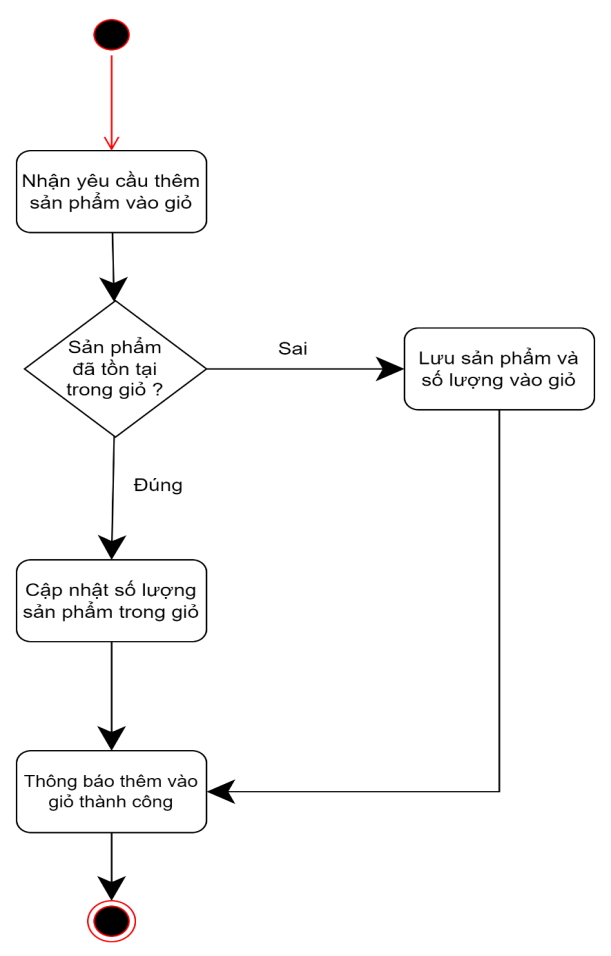 Nhận yêu cầu thêm
sản phẩm vào giỏ
Sản phẩm
đã tồn tại
trong giỏ ?
Sai
Lưu sản phẩm và
số lượng vào giỏ
Đúng
Cập nhật số lượng
sản phẩm trong giỏ
Thông báo thêm vào
giỏ thành công